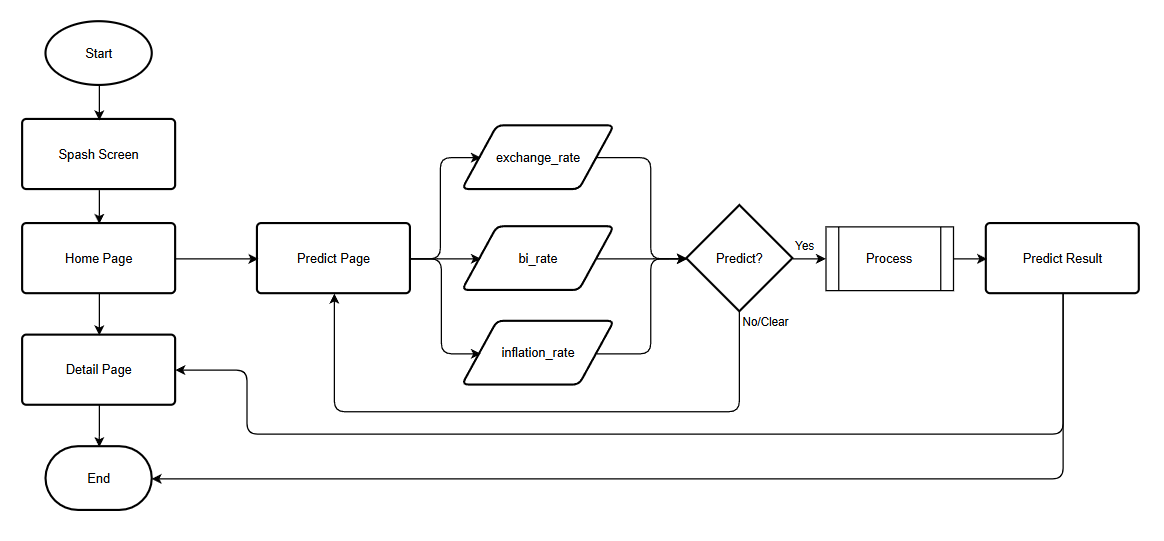 Start
Spash Screen
Home Page
Detail Page
End
Predict Page
exchange_rate
bi_rate
inflation_rate
Predict?
Yes
No/Clear
Process
Predict Result